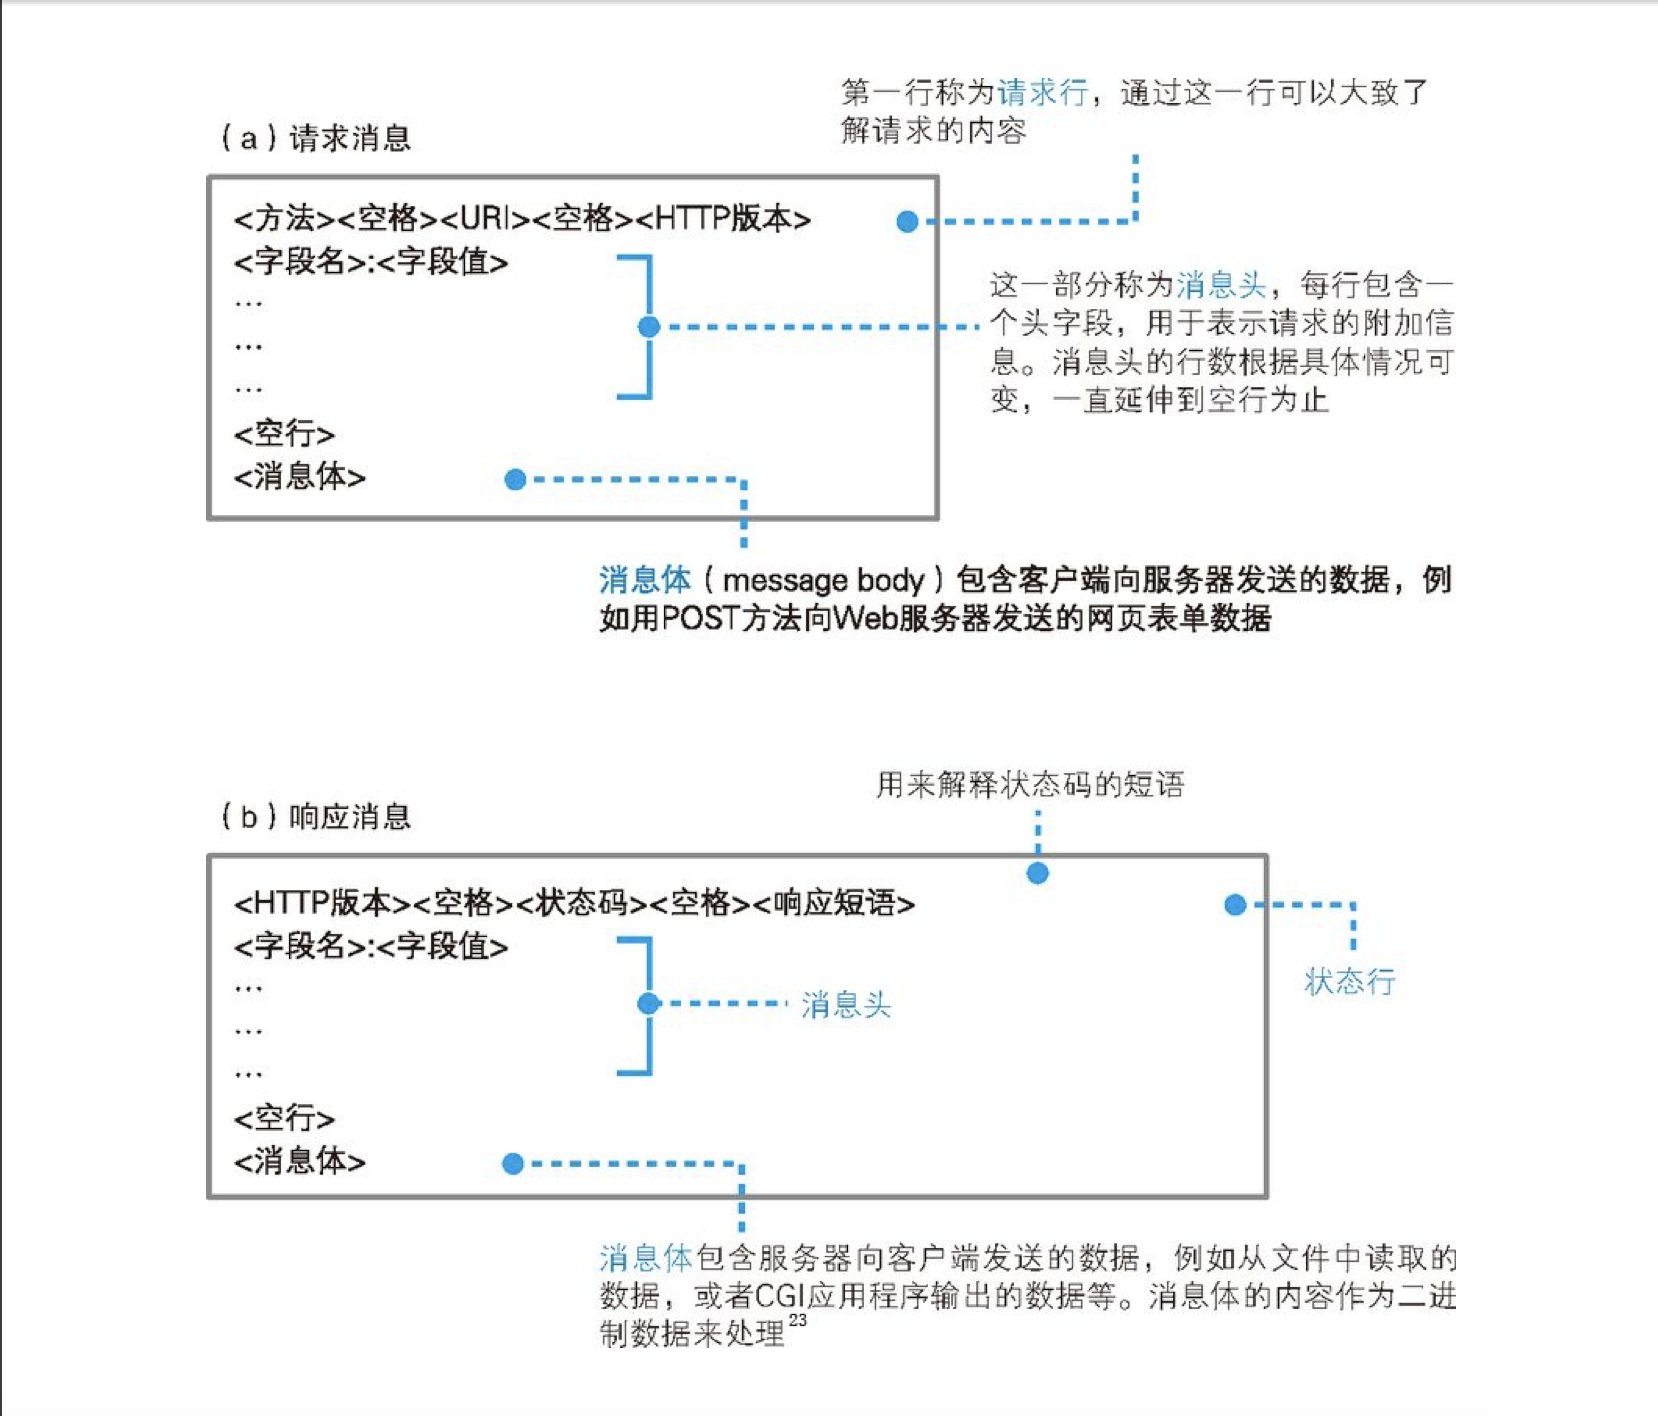 第一行称为请求行，通过这一行可以大致了
解请求的内容
（a）请求消息
<方法><空格><URI><空格><HTTP版本>
<字段名>:<字段值>
…
…
…
<空行>
<消息体>
这一部分称为消息头，每行包含一
个头字段，用于表示请求的附加信
息。消息头的行数根据具体情况可
变，一直延伸到空行为止
消息体（message body）包含客户端向服务器发送的数据，例
如用POST方法向Web服务器发送的网页表单数据
用来解释状态码的短语
（b）响应消息
<HTTP版本><空格><状态码><空格><响应短语>
<字段名>:<字段值>
…
…
…
<空行>
<消息体>
消息头
状态行
消息体包含服务器向客户端发送的数据，例如从文件中读取的
数据，或者CGI应用程序输出的数据等。消息体的内容作为二进
制数据来处理23